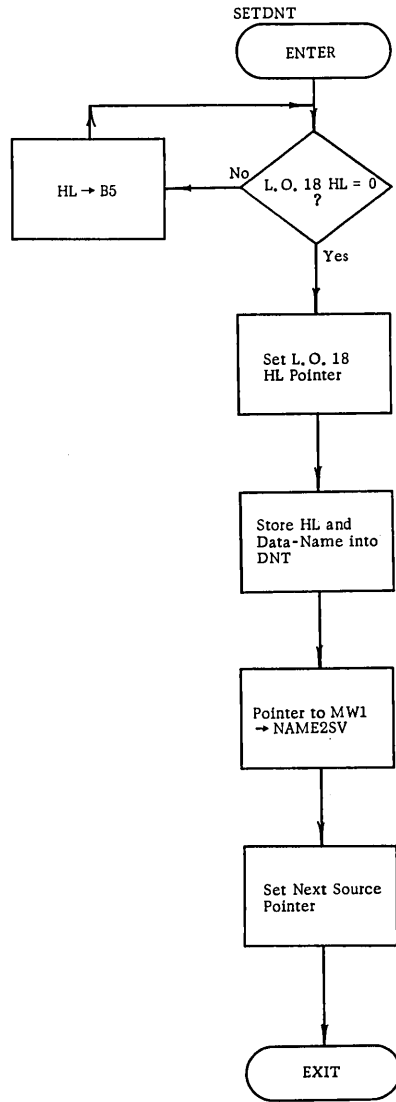 SETDNT
ENTER
No
L. O. 18 HL = 0
?
HL → B5
Yes
Set L. O. 18
HL Pointer
Store HL and
Data-Name into
DNT
Pointer to MW1
→ NAME2SV
Set Next Source
Pointer
EXIT